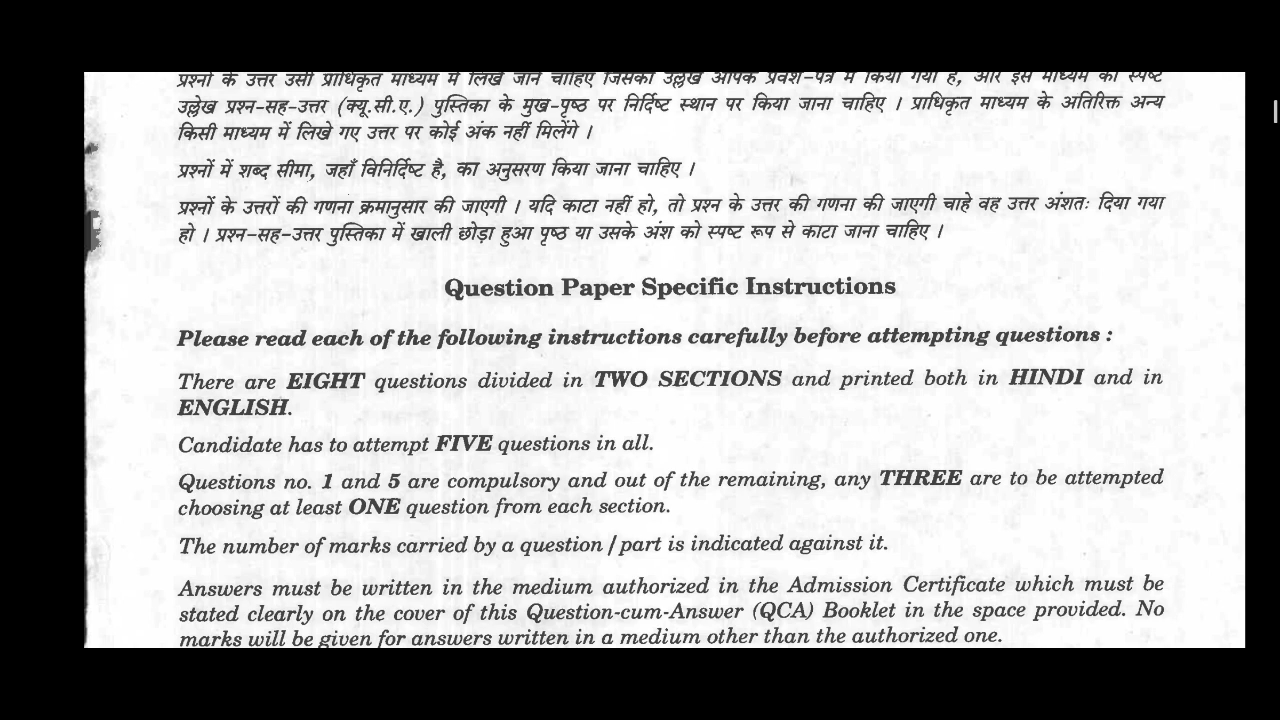 प्रश्नों के उत्तर उसी प्राधिकृत माध्यम में लिखे जाने चाहिए जिसका उल्लेख आपके प्रवेश-पत्र में किया गया है, और इस माध्यम का स्पष्ट
उल्लेख प्रश्न-सह-उत्तर (क्यू.सी.ए.) पुस्तिका के मुख-पृष्ठ पर निर्दिष्ट स्थान पर किया जाना चाहिए । प्राधिकृत माध्यम के अतिरिक्त अन्य
किसी माध्यम में लिखे गए उत्तर पर कोई अंक नहीं मिलेंगे ।
प्रश्नों में शब्द सीमा, जहाँ विनिर्दिष्ट है, का अनुसरण किया जाना चाहिए ।
प्रश्नों के उत्तरों की गणना क्रमानुसार की जाएगी । यदि काटा नहीं हो, तो प्रश्न के उत्तर की गणना की जाएगी चाहे वह उत्तर अंशतः दिया गया
हो । प्रश्न-सह-उत्तर पुस्तिका में खाली छोड़ा हुआ पृष्ठ या उसके अंश को स्पष्ट रूप से काटा जाना चाहिए ।
Question Paper Specific Instructions
Please read each of the following instructions carefully before attempting questions :
There are EIGHT questions divided in TWO SECTIONS and printed both in HINDI and in
ENGLISH.
Candidate has to attempt FIVE questions in all.
Questions no. 1 and 5 are compulsory and out of the remaining, any THREE are to be attempted
choosing at least ONE question from each section.
The number of marks carried by a question / part is indicated against it.
Answers must be written in the medium authorized in the Admission Certificate which must be
stated clearly on the cover of this Question-cum-Answer (QCA) Booklet in the space provided. No
marks will be given for answers written in a medium other than the authorized one.